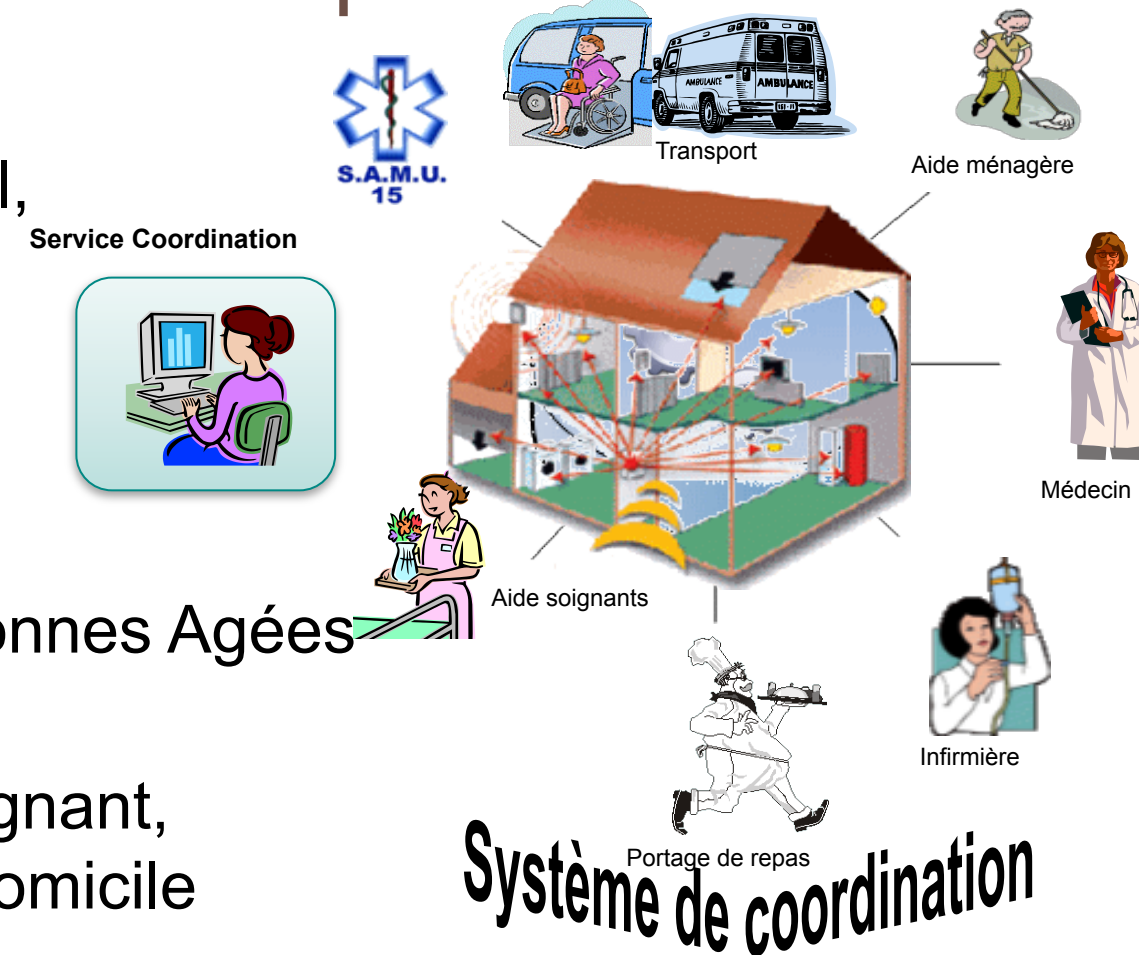 Transport
AMBULANCE
AMBULANCE
Aide ménagère
S.A.M.U.
15
l,
Service Coordination
Médecin
Aide soignants
onnes Agées
Infirmière
gnant,
Portage de repas
omicile
Système de coordination